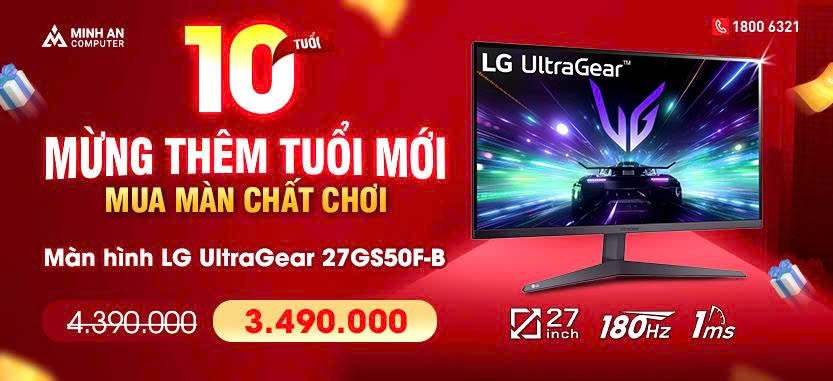 MINH AN
COMPUTER
1800 6321
10
TUỔI
MỪNG THÊM TUỔI MỚI
MUA MÀN CHẤT CHƠI
Màn hình LG UltraGear 27GS50F-B
4.390.000
3.490.000
LG UltraGear™
27
inch
180Hz
1ms
LG